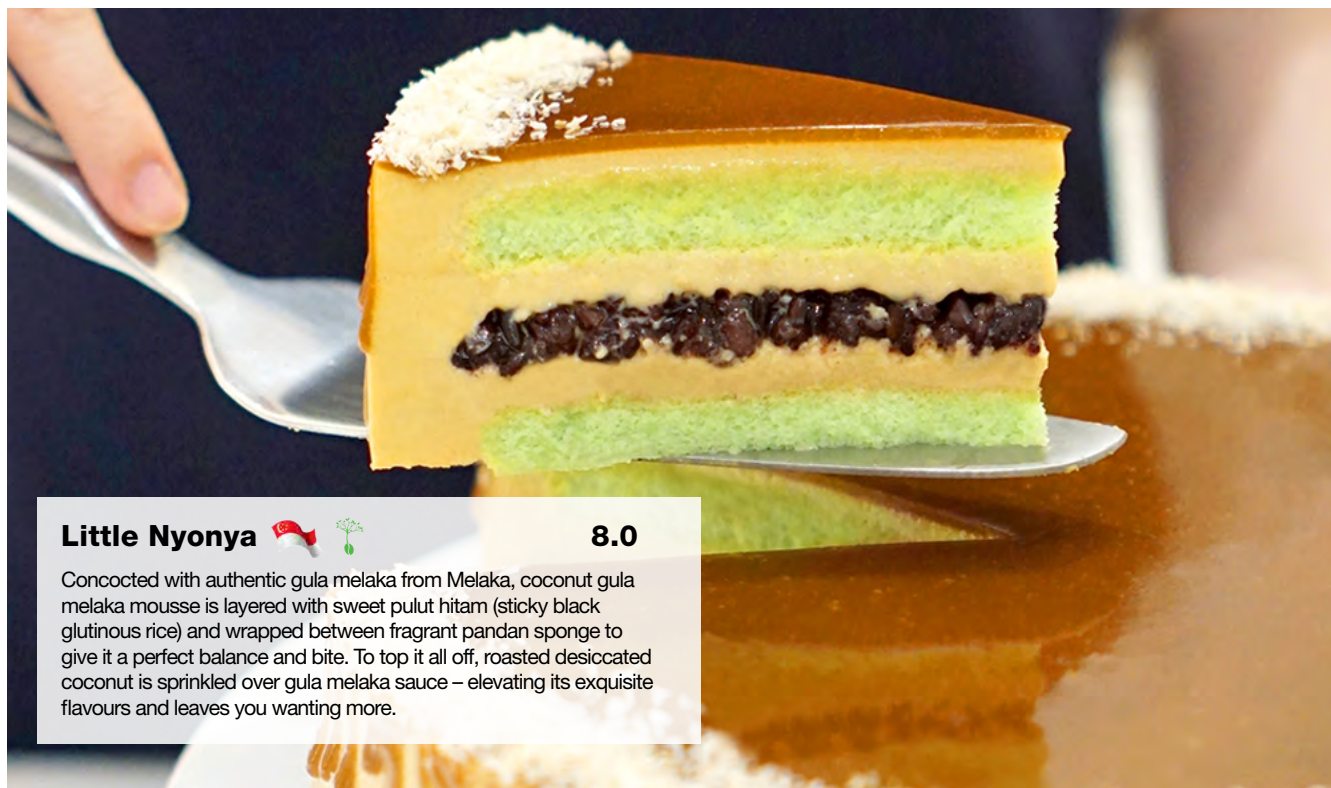 Little Nyonya 8.0
Concocted with authentic gula melaka from Melaka, coconut gula
melaka mousse is layered with sweet pulut hitam (sticky black
glutinous rice) and wrapped between fragrant pandan sponge to
give it a perfect balance and bite. To top it all off, roasted desiccated
coconut is sprinkled over gula melaka sauce – elevating its exquisite
flavours and leaves you wanting more.